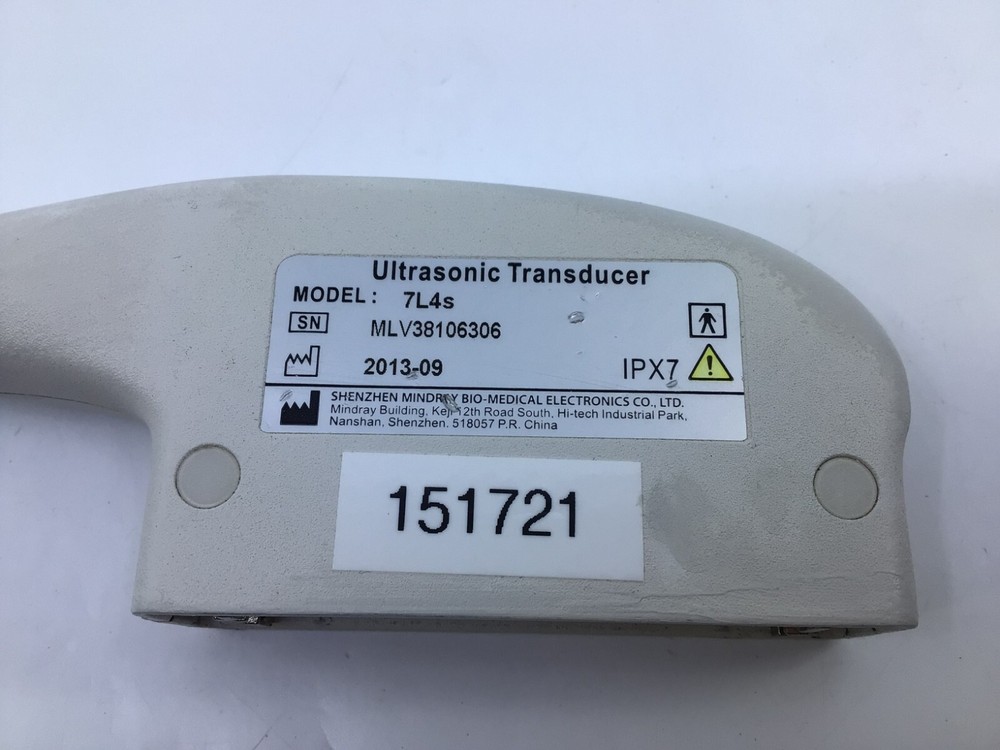 Ultrasonic Transducer
MODEL: 7L4s
SN MLV38106306
2013-09 IPX7
SHENZHEN MINDRAY BIO-MEDICAL ELECTRONICS CO., LTD.
Mindray Building, Keji 12th Road South, Hi-tech Industrial Park,
Nanshan, Shenzhen. 518057 P.R. China
151721